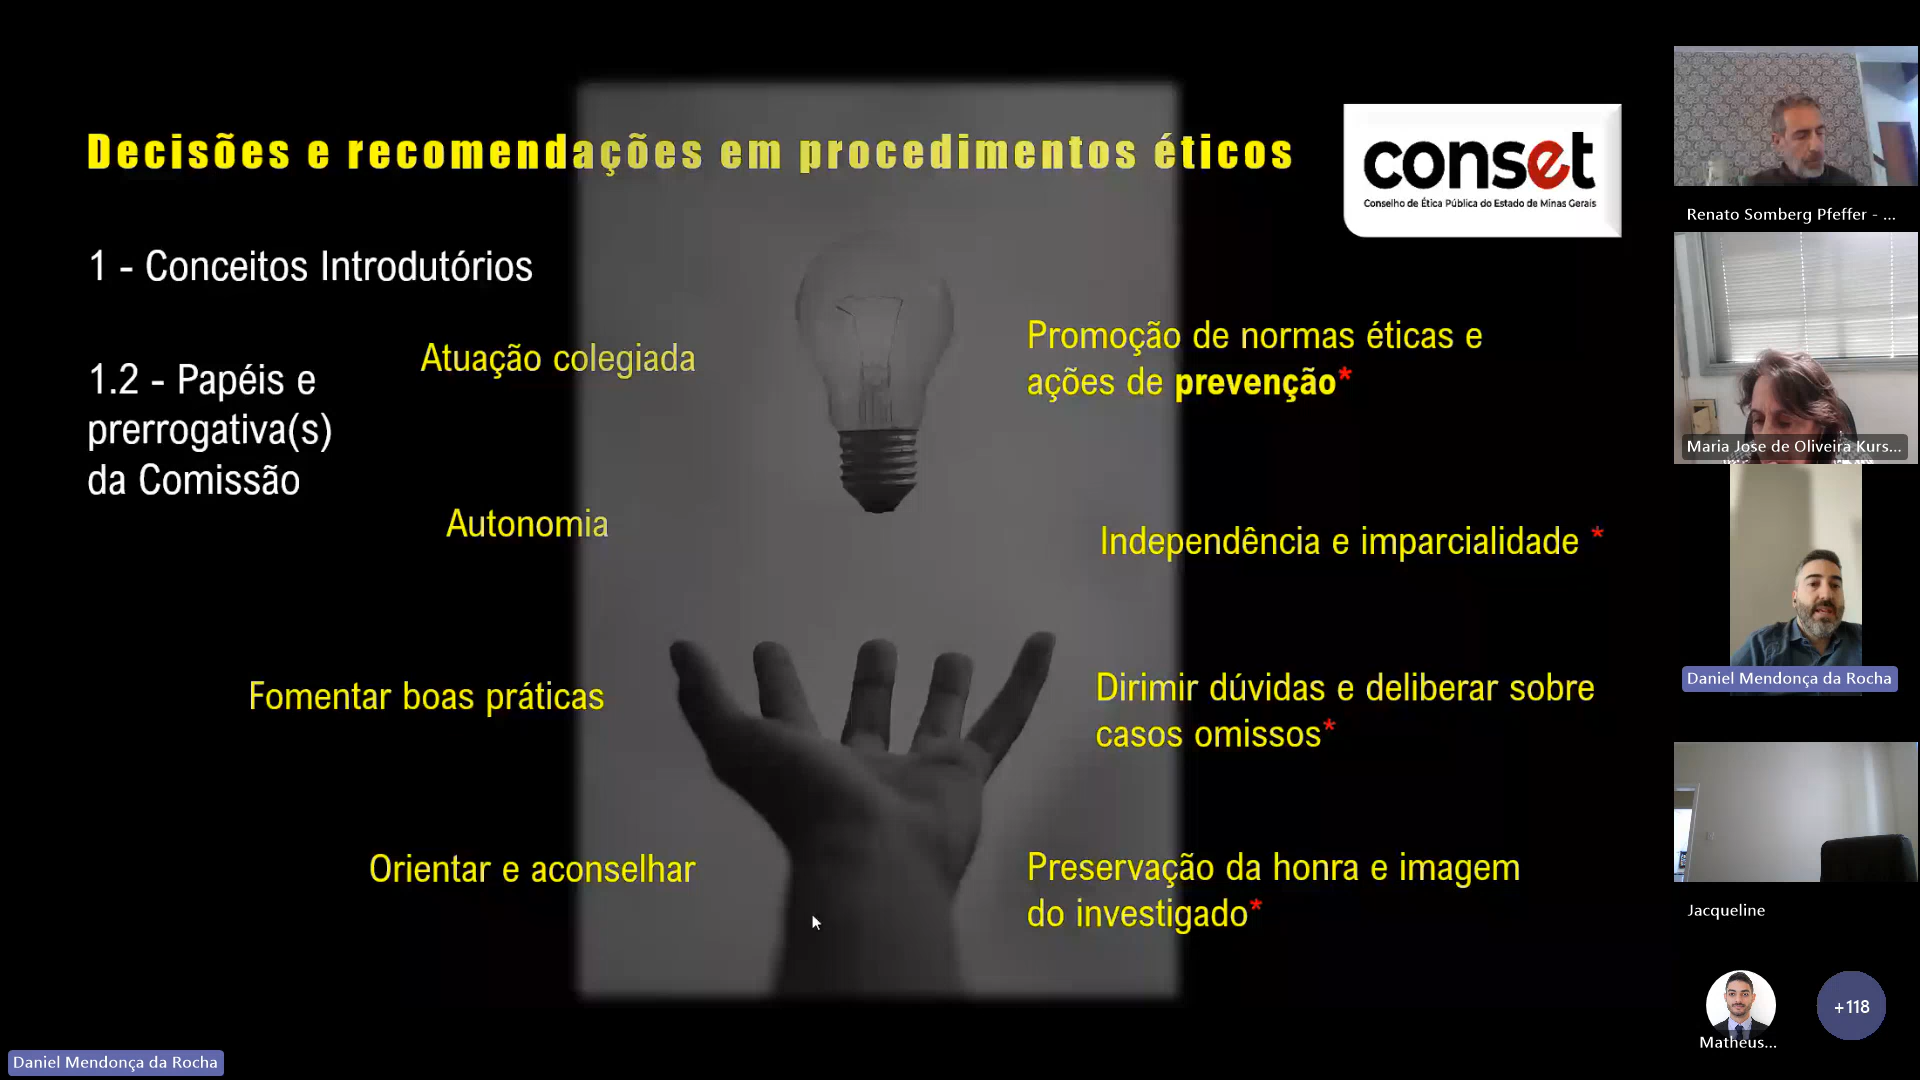 Decisões e recomendações em procedimentos éticos
conset
Conselho de Ética Pública do Estado de Minas Gerais
1 - Conceitos Introdutórios
1.2 - Papéis e
prerrogativa(s)
da Comissão
Atuação colegiada
Autonomia
Fomentar boas práticas
Orientar e aconselhar
Promoção de normas éticas e
ações de prevenção*
Independência e imparcialidade *
Dirimir dúvidas e deliberar sobre
casos omissos*
Preservação da honra e imagem
do investigado*
Renato Somberg Pfeffer - ...
Maria Jose de Oliveira Kurs...
Daniel Mendonça da Rocha
Jacqueline
Matheus...
+118
Daniel Mendonça da Rocha